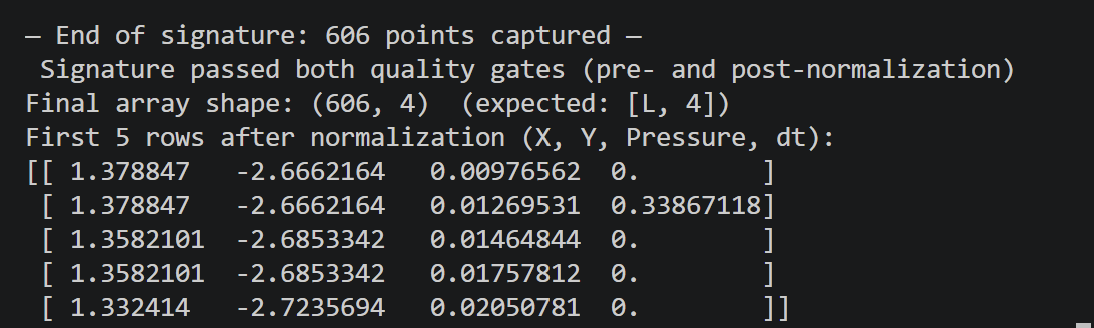 — End of signature: 606 points captured —
Signature passed both quality gates (pre- and post-normalization)
Final array shape: (606, 4)  (expected: [L, 4])
First 5 rows after normalization (X, Y, Pressure, dt):
[[ 1.378847   -2.6662164   0.00976562  0.        ]
 [ 1.378847   -2.6662164   0.01269531  0.33867118]
 [ 1.3582101  -2.6853342   0.01464844  0.        ]
 [ 1.3582101  -2.6853342   0.01757812  0.        ]
 [ 1.332414   -2.7235694   0.02050781  0.        ]]